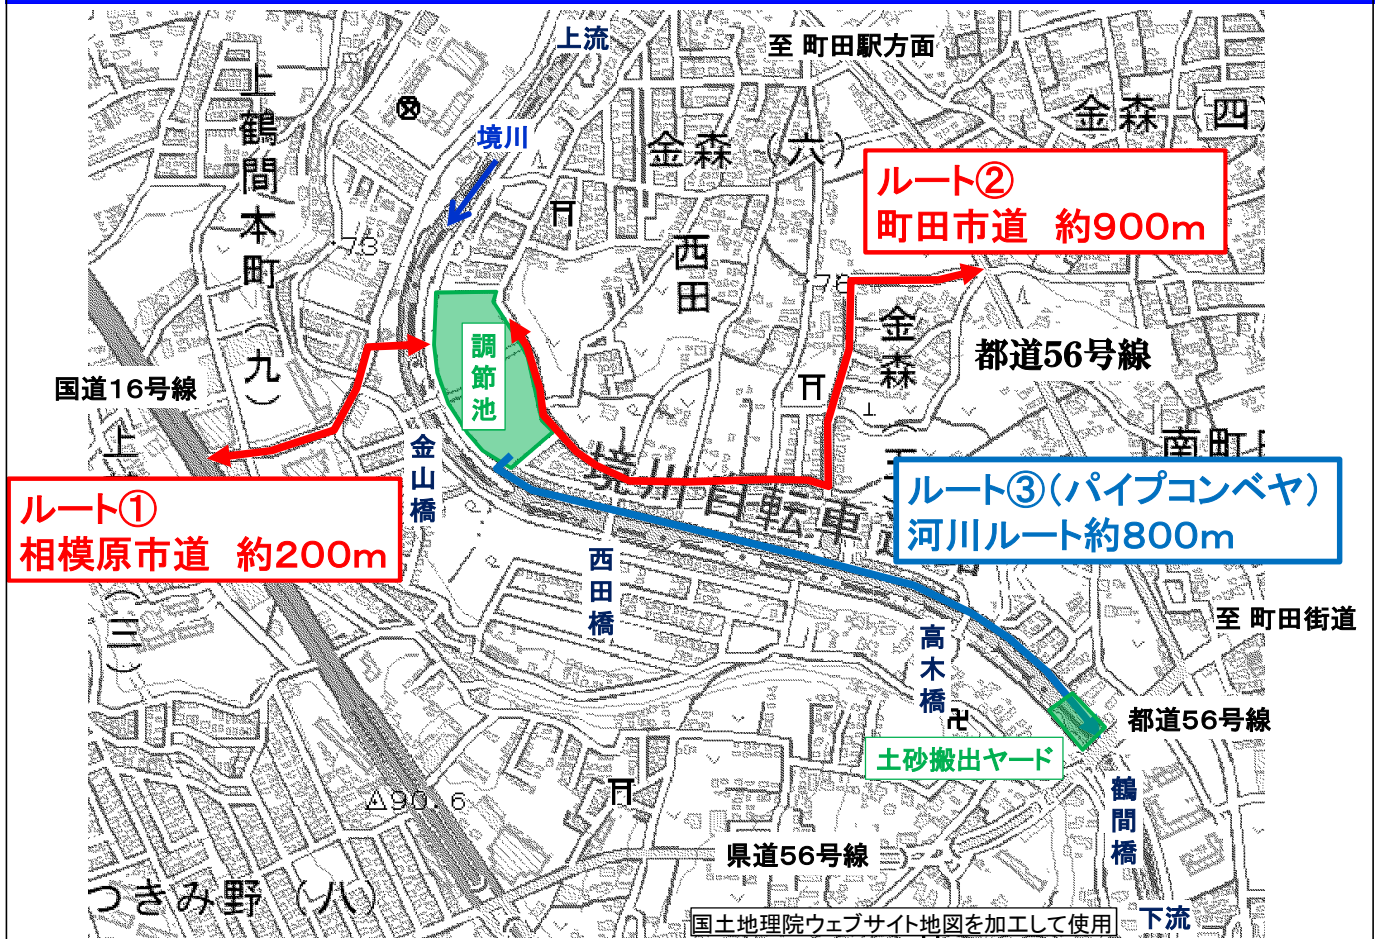 上流
至 町田駅方面
上鶴間本町（九）
境川
金森（六）
金森（四）
ルート②
町田市道　約900m
西田
・73
・78
調節池
金森
都道56号線
国道16号線
金山橋
境川自転車
南町
ルート①
相模原市道　約200m
ルート③(パイプコンベヤ)
河川ルート約800m
西田橋
上
（三）
高木橋
至 町田街道
都道56号線
土砂搬出ヤード
鶴間橋
90.6
県道56号線
つきみ野（八）
国土地理院ウェブサイト地図を加工して使用
下流